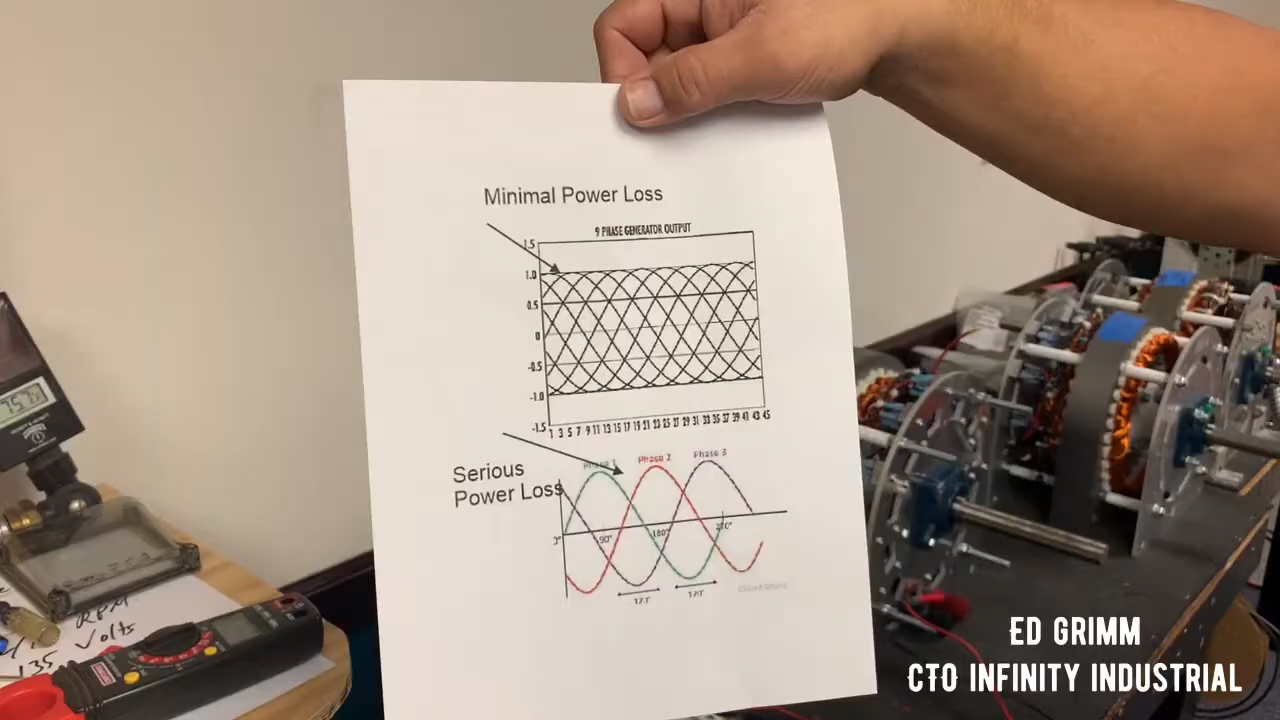 Minimal Power Loss
9 PHASE GENERATOR OUTPUT
1.5
1.0
0.5
0
-0.5
-1.0
-1.5
1 3 5 7 9 11 13 15 17 19 21 23 25 27 29 31 33 35 37 39 41 43 45
Serious
Power Loss
Phase 1
Phase 2
Phase 3
0°
90°
180°
270°
120°
120°
RPM
Volts
135
ED GRIMM
CTO INFINITY INDUSTRIAL